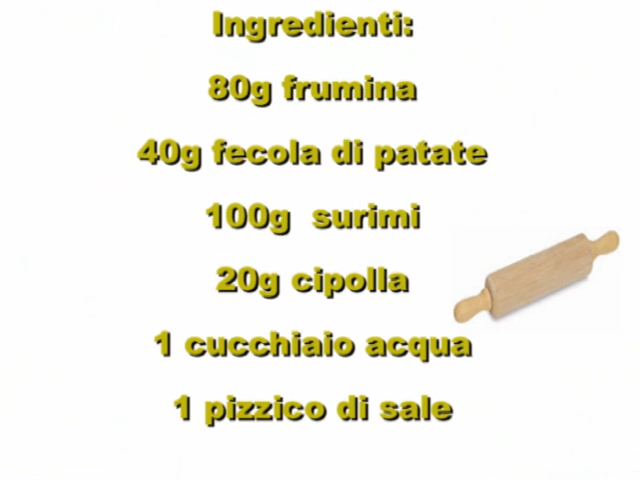 Ingredienti:
80g frumina
40g fecola di patate
100g surimi
20g cipolla
1 cucchiaio acqua
1 pizzico di sale